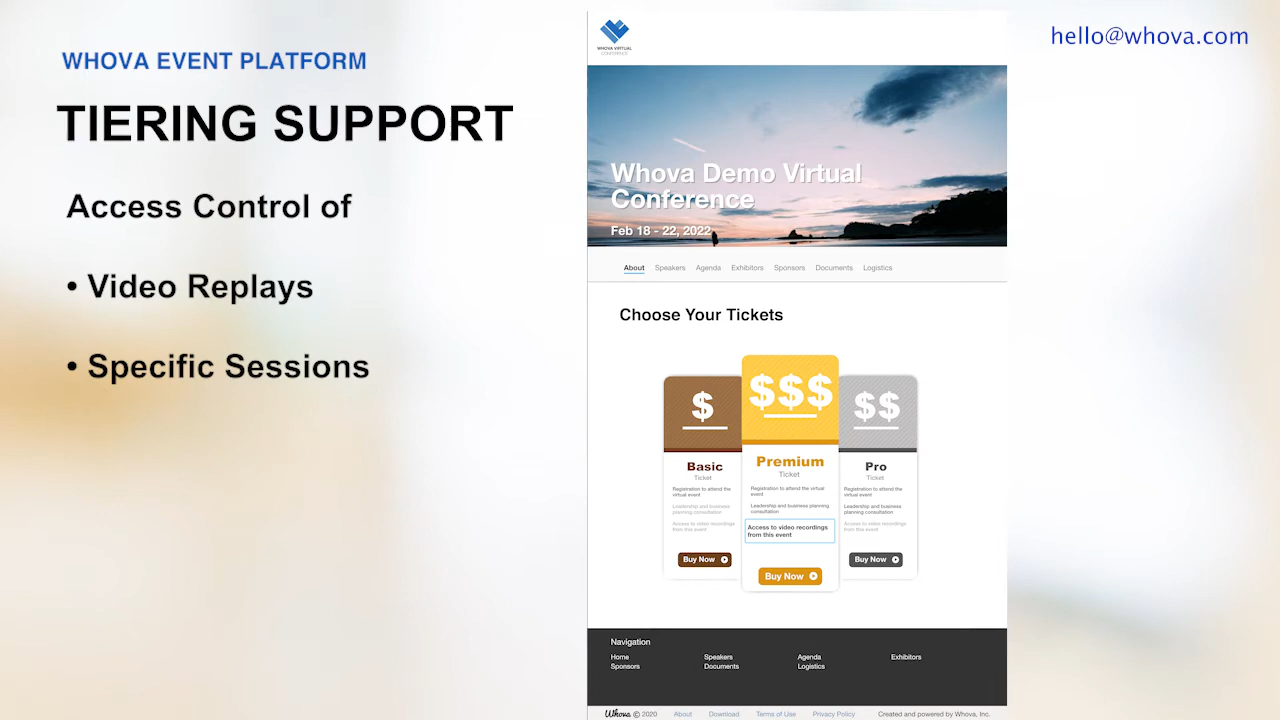 WHOVA EVENT PLATFORM
TIERING SUPPORT
Access Control of
• Video Replays
• Specific Sessions
hello@whova.com
WHOVA VIRTUAL
CONFERENCE
Whova Demo Virtual
Conference
Feb 18 - 22, 2022
About Speakers Agenda Exhibitors Sponsors Documents Logistics
Choose Your Tickets
$
Basic
Ticket
Registration to attend the
virtual event
Leadership and business
planning consultation
Access to video recordings
from this event
Buy Now
$$$
Premium
Ticket
Registration to attend the virtual
event
Leadership and business planning
consultation
Access to video recordings
from this event
Buy Now
$$
Pro
Ticket
Registration to attend the
virtual event
Leadership and business
planning consultation
Access to video recordings
from this event
Buy Now
Navigation
Home Speakers Agenda Exhibitors
Sponsors Documents Logistics
Whova © 2020 About Download Terms of Use Privacy Policy Created and powered by Whova, Inc.